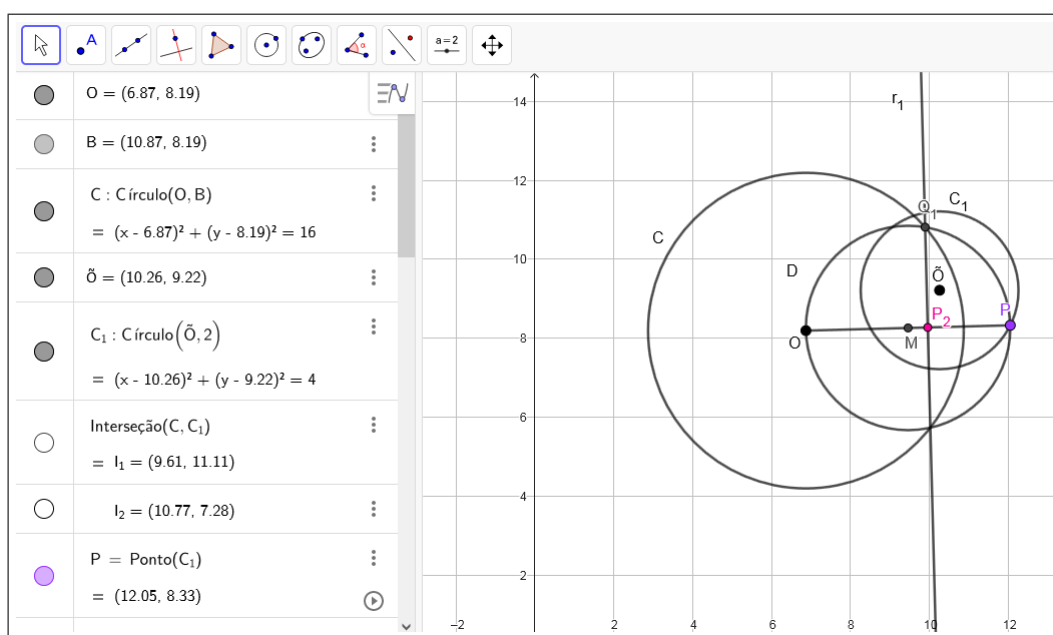 A
α
a = 2
O = (6.87, 8.19)
B = (10.87, 8.19)
C : Círculo(O, B)
= (x - 6.87)² + (y - 8.19)² = 16
Õ = (10.26, 9.22)
C₁ : Círculo(Õ, 2)
= (x - 10.26)² + (y - 9.22)² = 4
Interseção(C, C₁)
= I₁ = (9.61, 11.11)
I₂ = (10.77, 7.28)
P = Ponto(C₁)
= (12.05, 8.33)
14
r₁
12
Q₁
C₁
C
10
D
Õ
P₂
P
8
O
M
6
4
2
−2
2
4
6
8
10
12